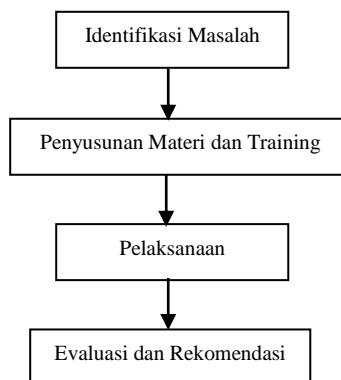 Identifikasi Masalah
Penyusunan Materi dan Training
Pelaksanaan
Evaluasi dan Rekomendasi